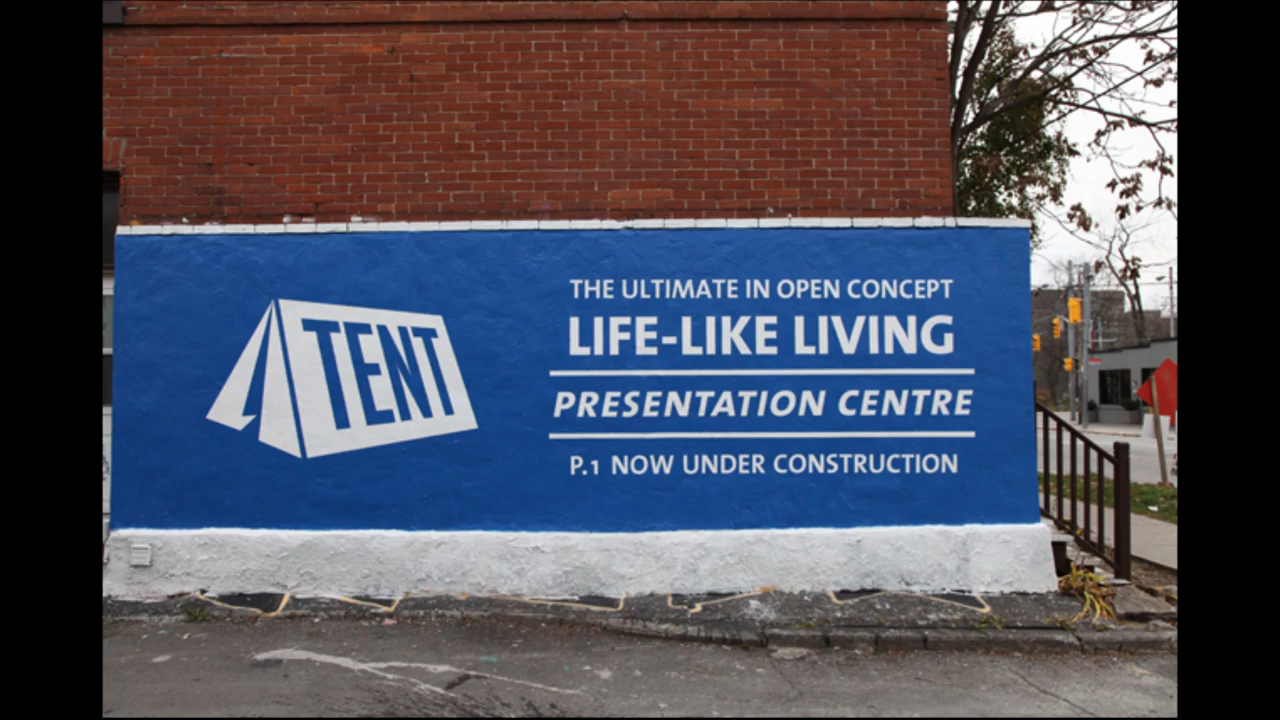 TENT
THE ULTIMATE IN OPEN CONCEPT
LIFE-LIKE LIVING
PRESENTATION CENTRE
P.1 NOW UNDER CONSTRUCTION